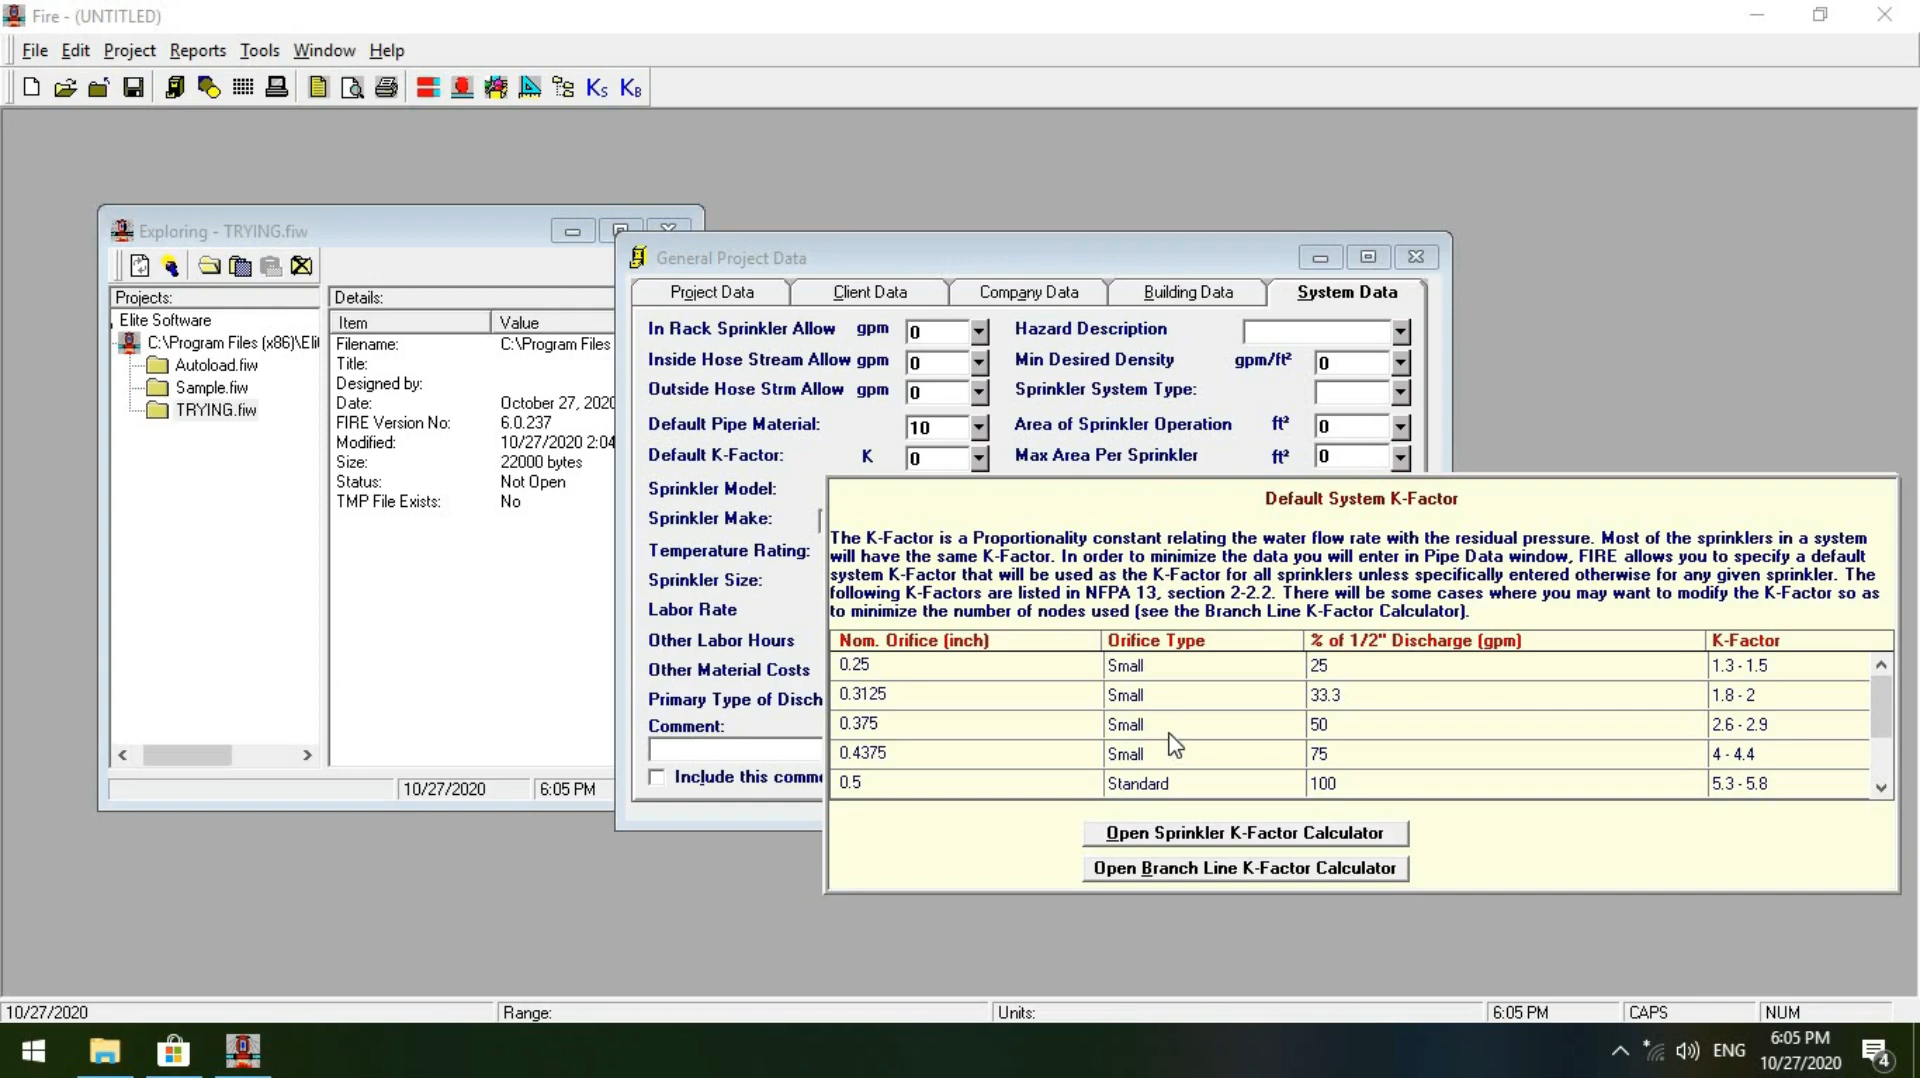 Fire - (UNTITLED)
File Edit Project Reports Tools Window Help
Ks KB
Exploring - TRYING.fiw
Projects:
Elite Software
C:\Program Files (x86)\Eli
Autoload.fiw
Sample.fiw
TRYING.fiw
Details:
Item Value
Filename: C:\Program Files
Title:
Designed by:
Date: October 27, 2020
FIRE Version No: 6.0.237
Modified: 10/27/2020 2:04
Size: 22000 bytes
Status: Not Open
TMP File Exists: No
10/27/2020 6:05 PM
General Project Data
Project Data Client Data Company Data Building Data System Data
In Rack Sprinkler Allow gpm 0 Hazard Description
Inside Hose Stream Allow gpm 0 Min Desired Density gpm/ft² 0
Outside Hose Strm Allow gpm 0 Sprinkler System Type:
Default Pipe Material: 10 Area of Sprinkler Operation ft² 0
Default K-Factor: K 0 Max Area Per Sprinkler ft² 0
Sprinkler Model:
Sprinkler Make:
Temperature Rating:
Sprinkler Size:
Labor Rate
Other Labor Hours
Other Material Costs
Primary Type of Disch
Comment:
Include this comme
Default System K-Factor
The K-Factor is a Proportionality constant relating the water flow rate with the residual pressure. Most of the sprinklers in a system
will have the same K-Factor. In order to minimize the data you will enter in Pipe Data window, FIRE allows you to specify a default
system K-Factor that will be used as the K-Factor for all sprinklers unless specifically entered otherwise for any given sprinkler. The
following K-Factors are listed in NFPA 13, section 2-2.2. There will be some cases where you may want to modify the K-Factor so as
to minimize the number of nodes used (see the Branch Line K-Factor Calculator).
Nom. Orifice (inch) Orifice Type % of 1/2" Discharge (gpm) K-Factor
0.25 Small 25 1.3 - 1.5
0.3125 Small 33.3 1.8 - 2
0.375 Small 50 2.6 - 2.9
0.4375 Small 75 4 - 4.4
0.5 Standard 100 5.3 - 5.8
Open Sprinkler K-Factor Calculator
Open Branch Line K-Factor Calculator
10/27/2020 Range: Units: 6:05 PM CAPS NUM
ENG 6:05 PM
10/27/2020 4